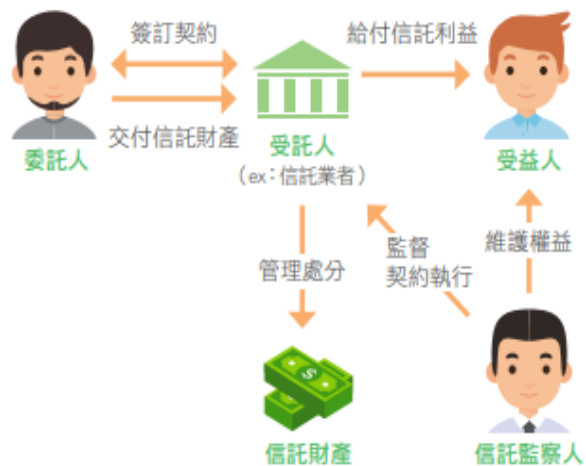 簽訂契約
給付信託利益
交付信託財產
委託人
受託人
（ex：信託業者）
受益人
管理處分
監督
契約執行
維護權益
$
信託財產
信託監察人